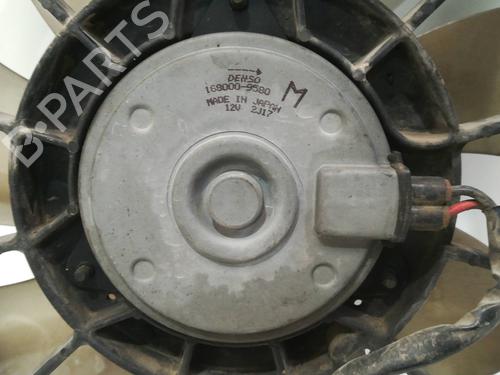 DENSO
168000-9580
M
MADE IN JAPAN
12V 2J17
B-PARTS